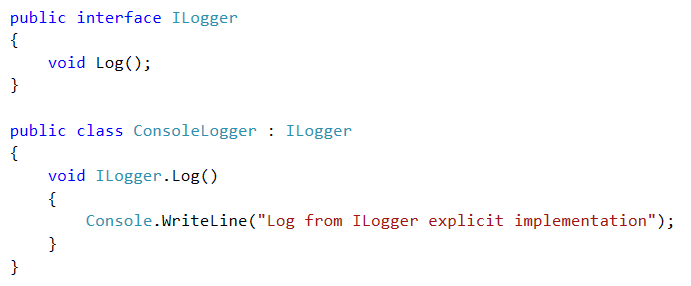 public interface ILogger
{
    void Log();
}

public class ConsoleLogger : ILogger
{
    void ILogger.Log()
    {
        Console.WriteLine("Log from ILogger explicit implementation");
    }
}